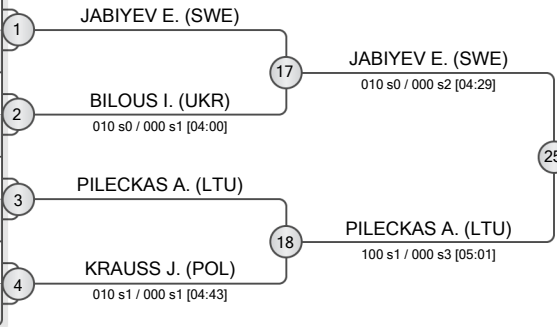 1
JABIYEV E. (SWE)
2
BILOUS I. (UKR)
010 s0 / 000 s1 [04:00]
17
JABIYEV E. (SWE)
010 s0 / 000 s2 [04:29]
3
PILECKAS A. (LTU)
4
KRAUSS J. (POL)
010 s1 / 000 s1 [04:43]
18
PILECKAS A. (LTU)
100 s1 / 000 s3 [05:01]
25